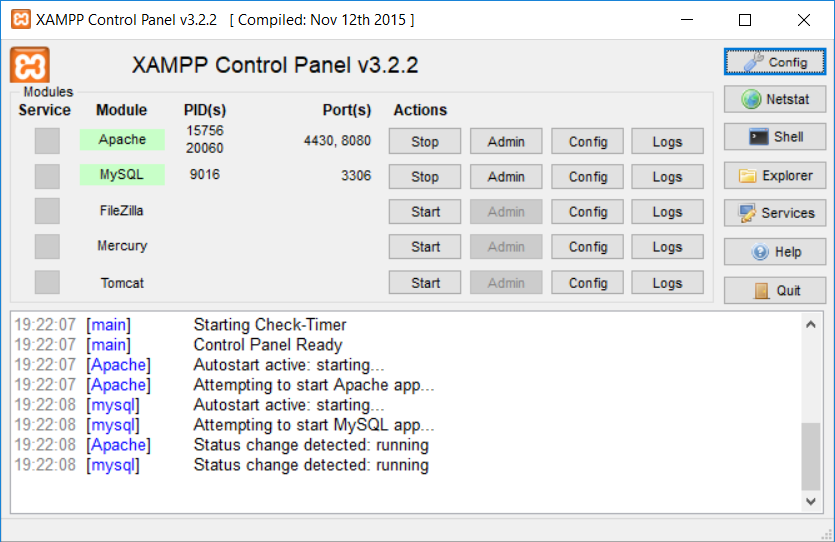 XAMPP Control Panel v3.2.2 [ Compiled: Nov 12th 2015 ]
XAMPP Control Panel v3.2.2
Config
Modules
Service Module PID(s) Port(s) Actions
Netstat
Apache 15756 20060 4430, 8080 Stop Admin Config Logs
Shell
MySQL 9016 3306 Stop Admin Config Logs
Explorer
FileZilla Start Admin Config Logs
Services
Mercury Start Admin Config Logs
Help
Tomcat Start Admin Config Logs
Quit
19:22:07 [main] Starting Check-Timer
19:22:07 [main] Control Panel Ready
19:22:07 [Apache] Autostart active: starting...
19:22:07 [Apache] Attempting to start Apache app...
19:22:08 [mysql] Autostart active: starting...
19:22:08 [mysql] Attempting to start MySQL app...
19:22:08 [Apache] Status change detected: running
19:22:08 [mysql] Status change detected: running